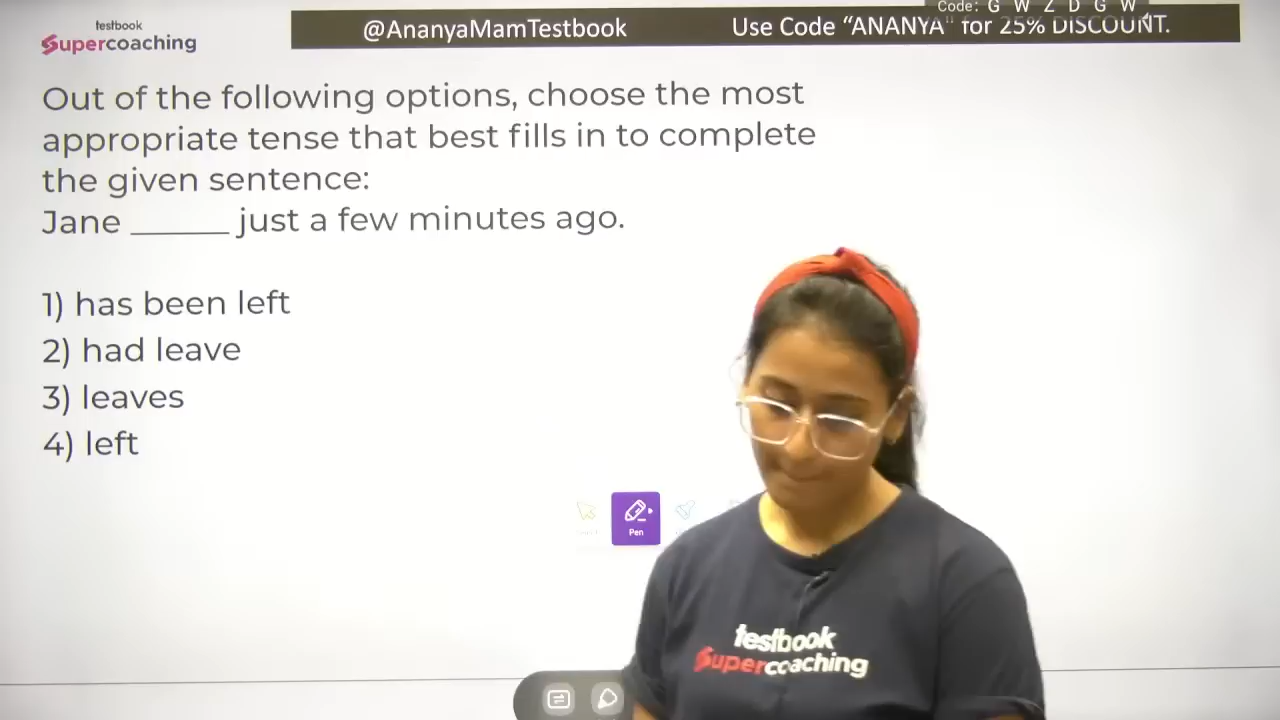 testbook
Supercoaching
@AnanyaMamTestbook
Code: G W Z D G W
Use Code “ANANYA" for 25% DISCOUNT.
Out of the following options, choose the most
appropriate tense that best fills in to complete
the given sentence:
Jane ______ just a few minutes ago.
1) has been left
2) had leave
3) leaves
4) left
Pen
testbook
Supercoaching